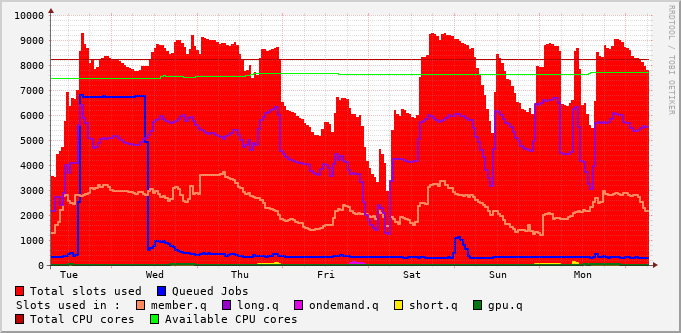 10000
9000
8000
7000
6000
5000
4000
3000
2000
1000
0
Tue Wed Thu Fri Sat Sun Mon
Total slots used Queued Jobs
Slots used in : member.q long.q ondemand.q short.q gpu.q
Total CPU cores Available CPU cores
RRDTOOL / TOBI OETIKER